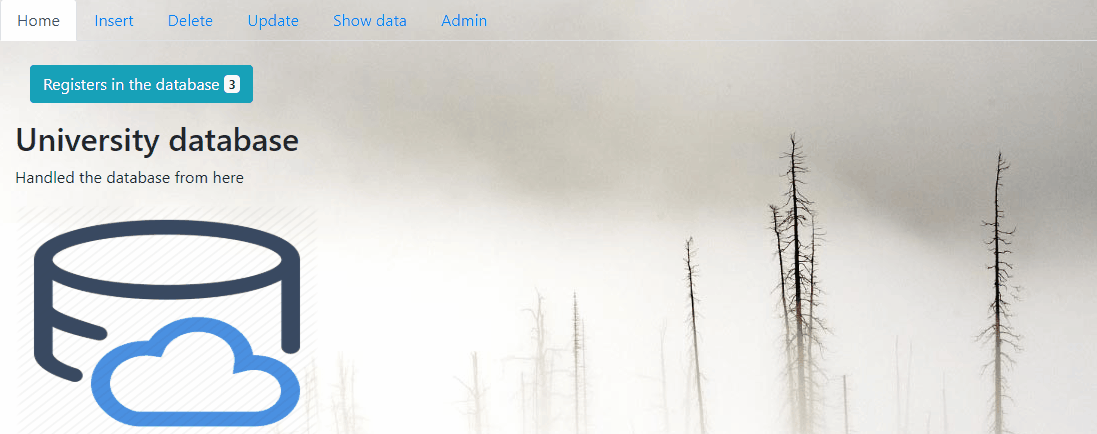 Home Insert Delete Update Show data Admin
Registers in the database 3
University database
Handled the database from here